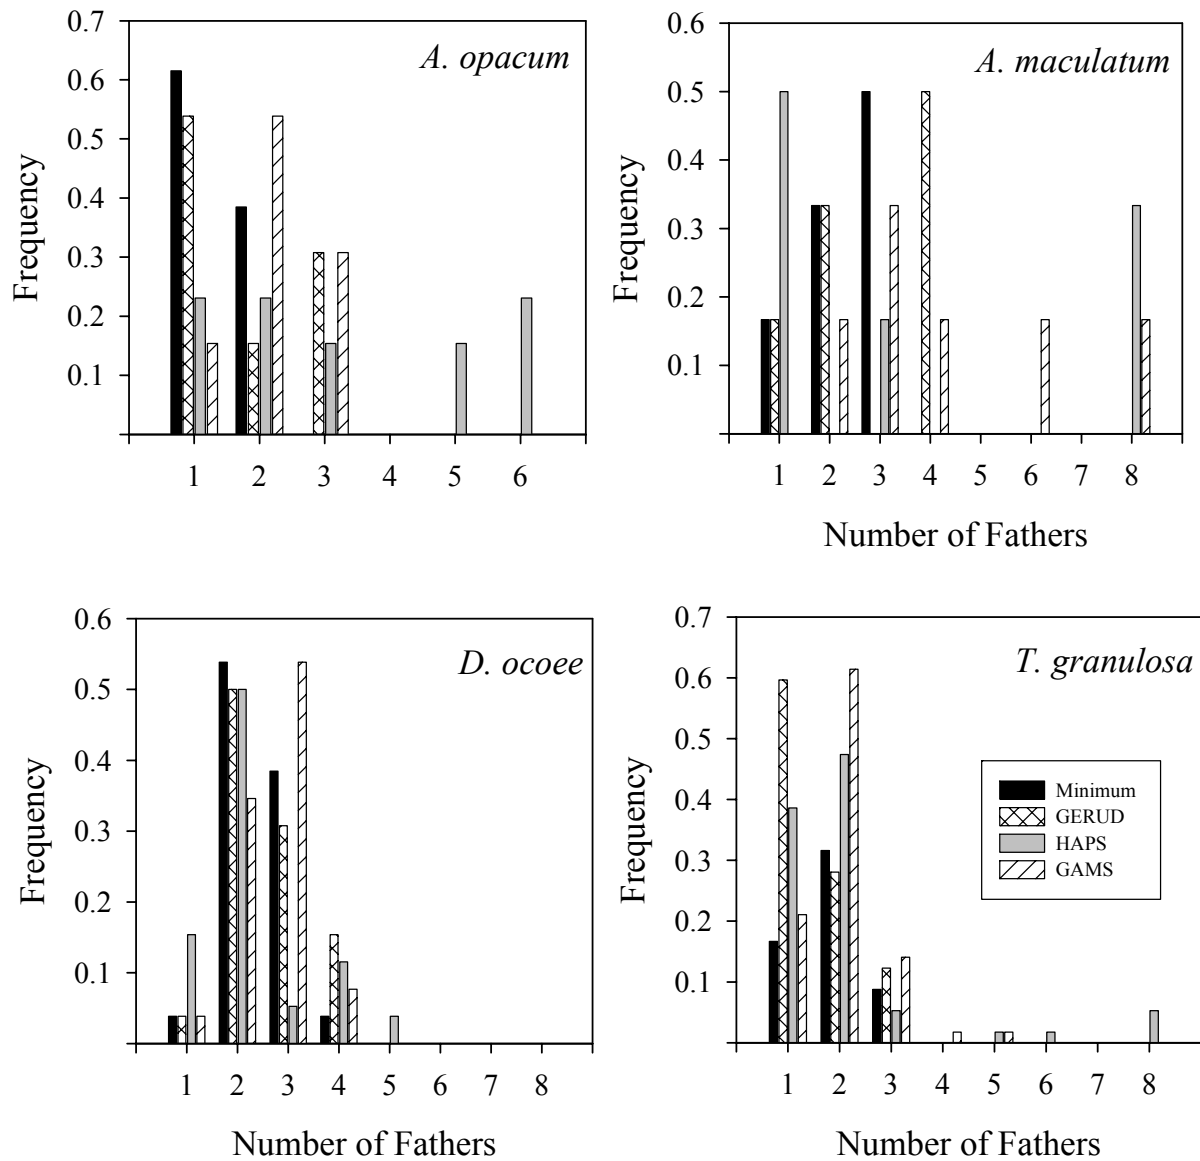 A. opacum
Frequency
0.7
0.6
0.5
0.4
0.3
0.2
0.1
1 2 3 4 5 6
A. maculatum
Frequency
0.6
0.5
0.4
0.3
0.2
0.1
1 2 3 4 5 6 7 8
Number of Fathers
D. ocoee
Frequency
0.6
0.5
0.4
0.3
0.2
0.1
1 2 3 4 5 6 7 8
Number of Fathers
T. granulosa
Frequency
0.7
0.6
0.5
0.4
0.3
0.2
0.1
Minimum
GERUD
HAPS
GAMS
1 2 3 4 5 6 7 8
Number of Fathers